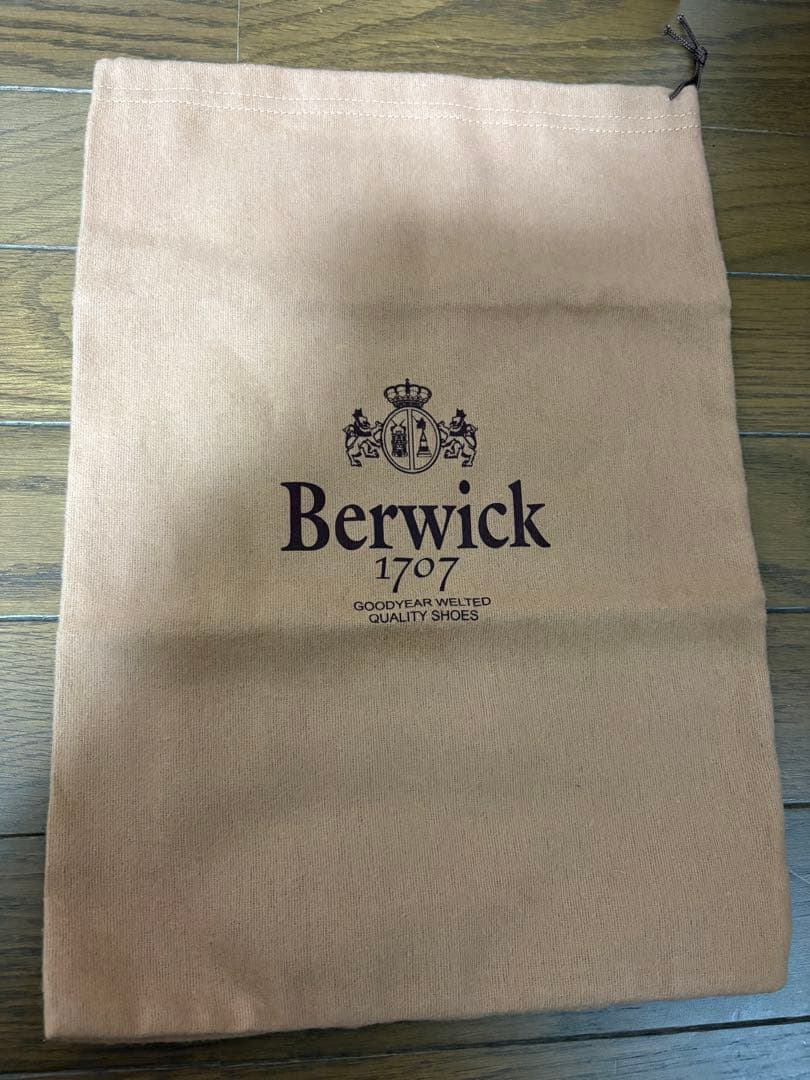 Berwick
1707
GOODYEAR WELTED
QUALITY SHOES